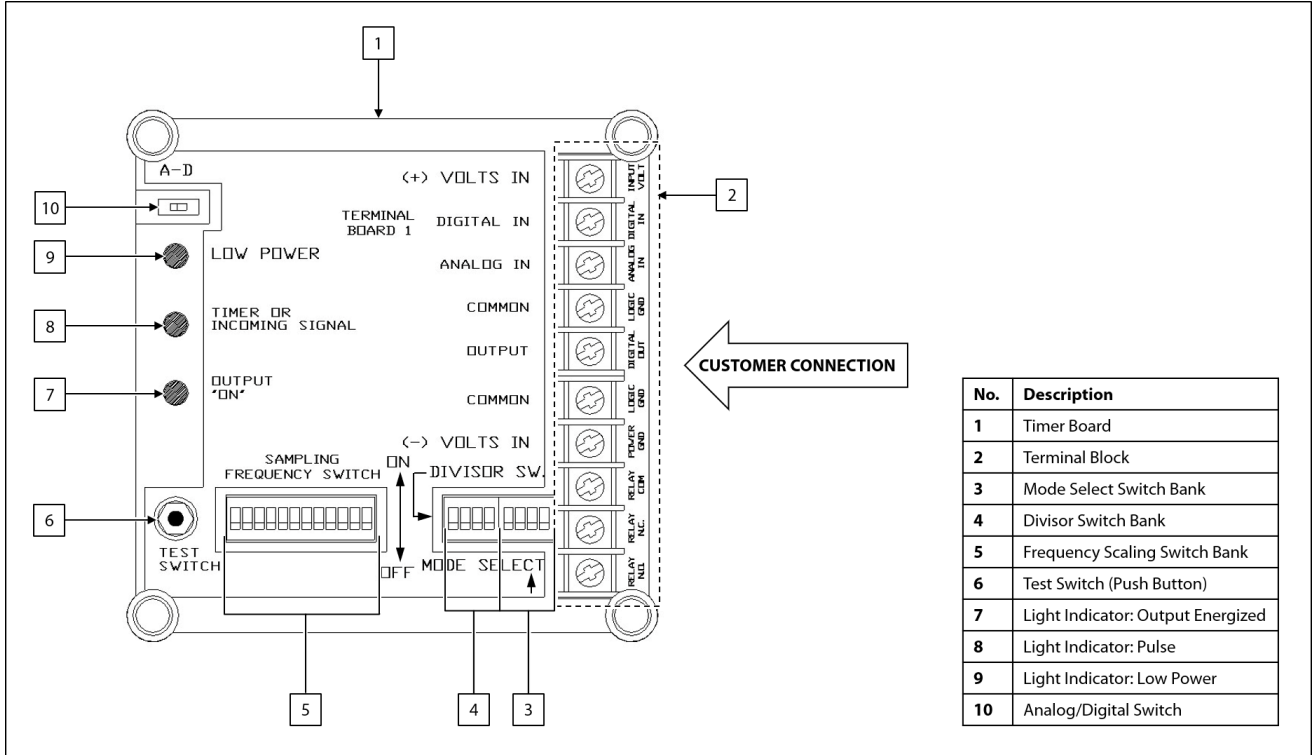 1
A-D
10
9
8
7
6
(+) VOLTS IN
TERMINAL
BOARD 1
DIGITAL IN
LOW POWER
ANALOG IN
TIMER OR
INCOMING SIGNAL
COMMON
OUTPUT
OUTPUT
"ON"
COMMON
(-) VOLTS IN
SAMPLING
FREQUENCY SWITCH
ON
DIVISOR SW.
TEST
SWITCH
OFF
MODE SELECT
INPUT
VOLT
DIGITAL
IN
ANALOG
IN
LOGIC
GND
DIGITAL
OUT
LOGIC
GND
POWER
GND
RELAY
COM
RELAY
N.C.
RELAY
N.O.
2
CUSTOMER CONNECTION
5
4
3
No. Description
1 Timer Board
2 Terminal Block
3 Mode Select Switch Bank
4 Divisor Switch Bank
5 Frequency Scaling Switch Bank
6 Test Switch (Push Button)
7 Light Indicator: Output Energized
8 Light Indicator: Pulse
9 Light Indicator: Low Power
10 Analog/Digital Switch